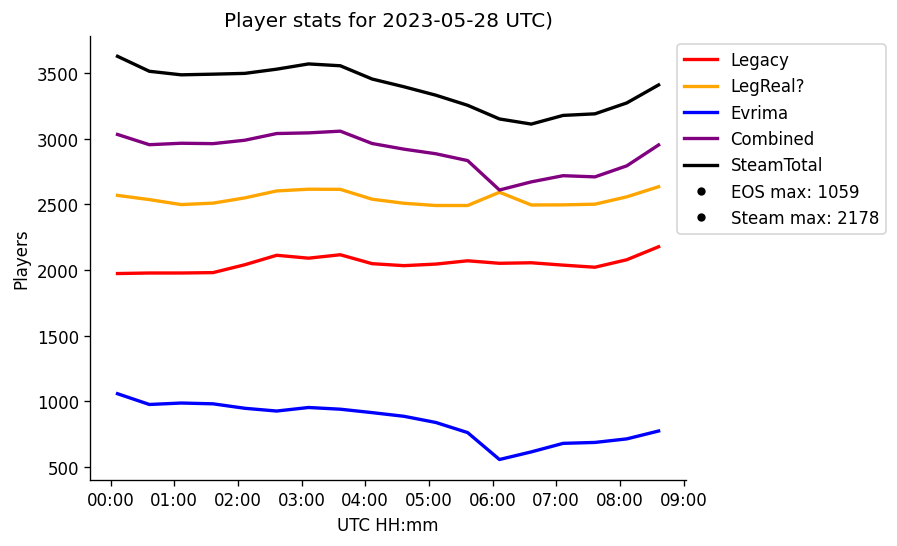 Player stats for 2023-05-28 UTC)
Legacy
LegReal?
Evrima
Combined
SteamTotal
EOS max: 1059
Steam max: 2178
Players
3500
3000
2500
2000
1500
1000
500
00:00 01:00 02:00 03:00 04:00 05:00 06:00 07:00 08:00 09:00
UTC HH:mm